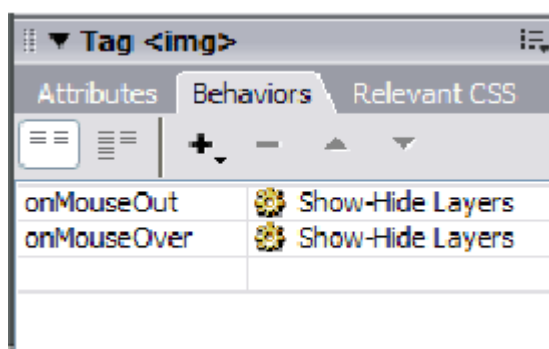 Tag <img>
Attributes Behaviors Relevant CSS
onMouseOut Show-Hide Layers
onMouseOver Show-Hide Layers